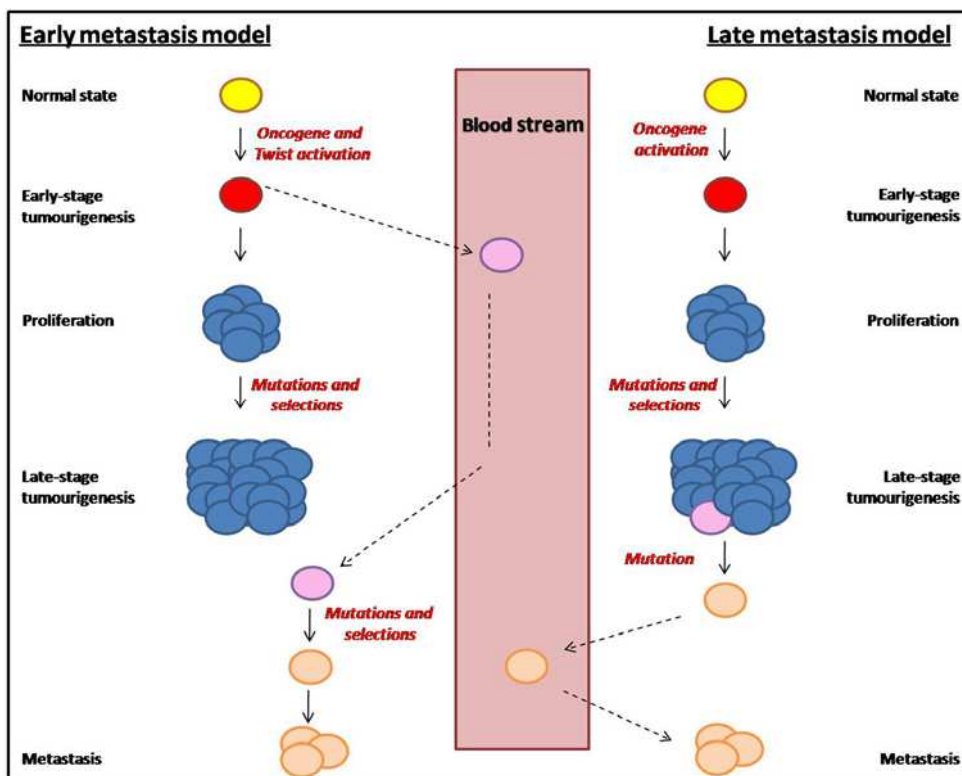 Early metastasis model
Late metastasis model
Normal state
Blood stream
Normal state
Oncogene and
Twist activation
Oncogene
activation
Early-stage
tumourigenesis
Early-stage
tumourigenesis
Proliferation
Proliferation
Mutations and
selections
Mutations and
selections
Late-stage
tumourigenesis
Late-stage
tumourigenesis
Mutation
Mutations and
selections
Metastasis
Metastasis